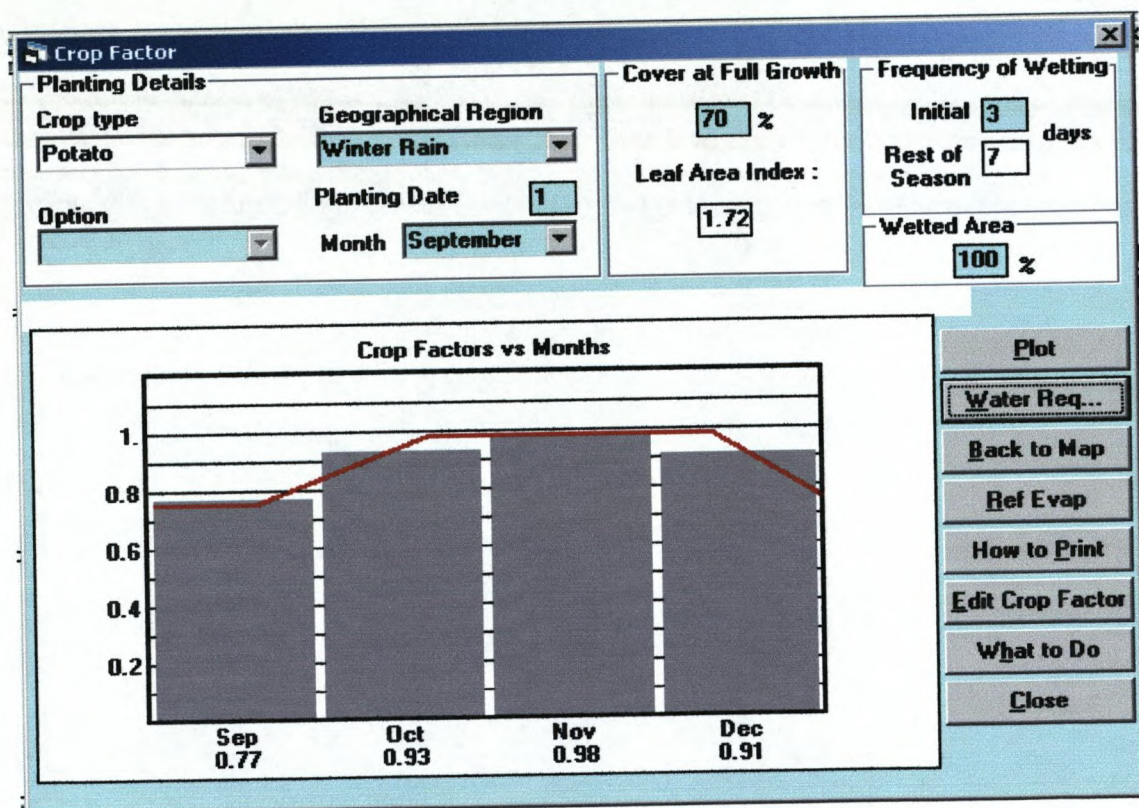 Crop Factor
Planting Details
Crop type
Potato
Option
Geographical Region
Winter Rain
Planting Date 1
Month September
Cover at Full Growth
70 %
Leaf Area Index :
1.72
Frequency of Wetting
Initial 3 days
Rest of Season 7
Wetted Area
100 %
Crop Factors vs Months
1.
0.8
0.6
0.4
0.2
Sep Oct Nov Dec
0.77 0.93 0.98 0.91
Plot
Water Req...
Back to Map
Ref Evap
How to Print
Edit Crop Factor
What to Do
Close